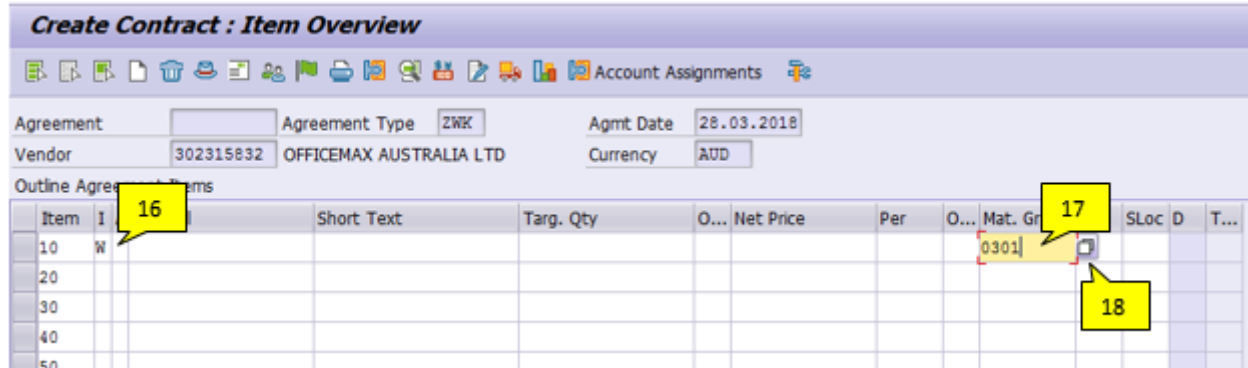 Create Contract : Item Overview
Account Assignments
Agreement Agreement Type ZWK Agmt Date 28.03.2018
Vendor 302315832 OFFICEMAX AUSTRALIA LTD Currency AUD
Outline Agreement Items
16
17
Item I Short Text Targ. Qty O... Net Price Per O... Mat. Gr SLoc D T...
10 W 0301
20
18
30
40
50